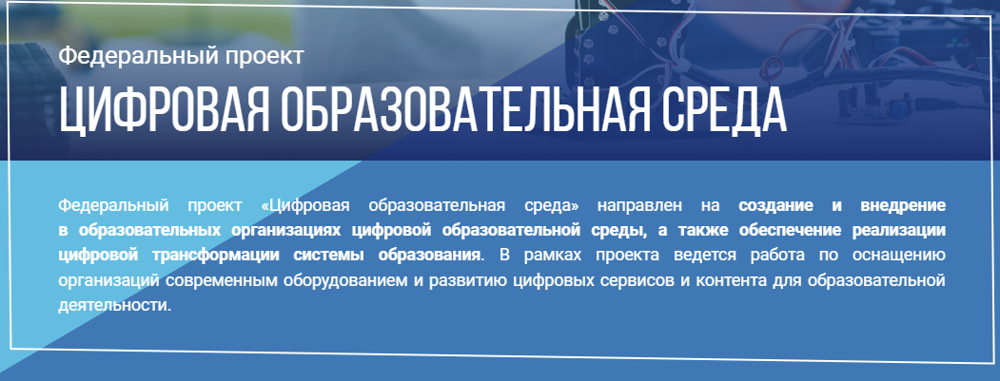 Федеральный проект
ЦИФРОВАЯ ОБРАЗОВАТЕЛЬНАЯ СРЕДА
Федеральный проект «Цифровая образовательная среда» направлен на создание и внедрение
в образовательных организациях цифровой образовательной среды, а также обеспечение реализации
цифровой трансформации системы образования. В рамках проекта ведется работа по оснащению
организаций современным оборудованием и развитию цифровых сервисов и контента для образовательной
деятельности.